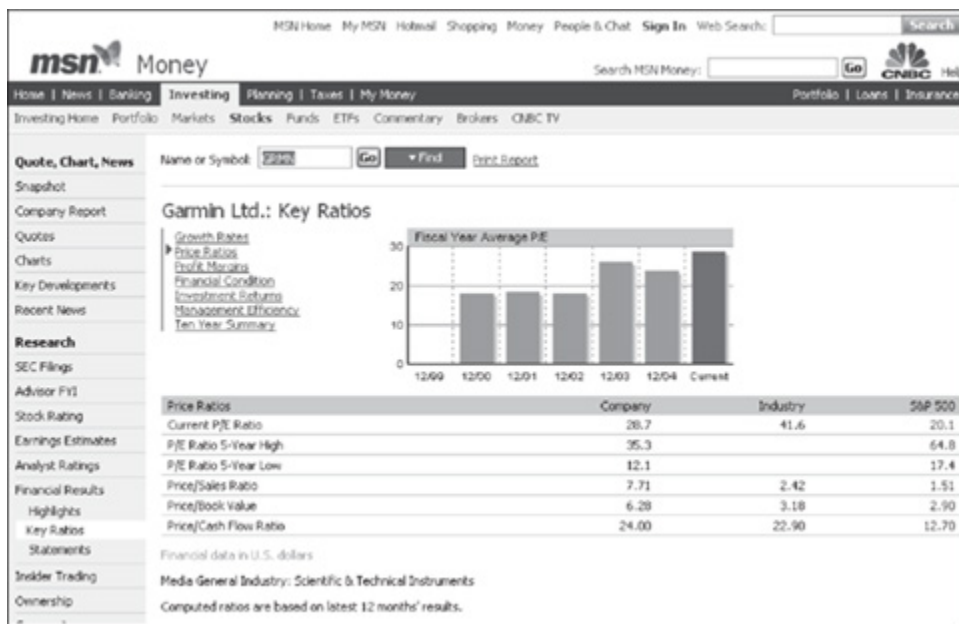 MSN Home My MSN Hotmail Shopping Money People & Chat Sign In Web Search: Search
msn Money Search MSN Money: Go CNBC Hel
Home | News | Banking Investing Planning | Taxes | My Money Portfolio | Loans | Insurance
Investing Home Portfolio Markets Stocks Funds ETFs Commentary Brokers CNBC TV
Quote, Chart, News
Name or Symbol: GRMN Go Find Print Report
Snapshot
Company Report
Quotes
Charts
Key Developments
Recent News
Research
SEC Filings
Advisor FYI
Stock Rating
Earnings Estimates
Analyst Ratings
Financial Results
Highlights
Key Ratios
Statements
Insider Trading
Ownership
Garmin Ltd.: Key Ratios
Growth Rates
Price Ratios
Profit Margins
Financial Condition
Investment Returns
Management Efficiency
Ten Year Summary
Fiscal Year Average P/E
30
20
10
0
12/99 12/00 12/01 12/02 12/03 12/04 Current
Price Ratios Company Industry S&P 500
Current P/E Ratio 28.7 41.6 20.1
P/E Ratio 5-Year High 35.3 64.8
P/E Ratio 5-Year Low 12.1 17.4
Price/Sales Ratio 7.71 2.42 1.51
Price/Book Value 6.28 3.18 2.90
Price/Cash Flow Ratio 24.00 22.90 12.70
Financial data in U.S. dollars
Media General Industry: Scientific & Technical Instruments
Computed ratios are based on latest 12 months' results.